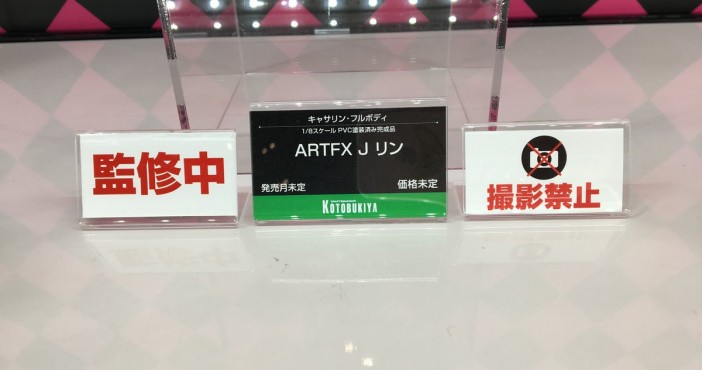 監修中
キャサリン・フルボディ
1/8スケール PVC塗装済み完成品
ARTFX J リン
発売月未定
価格未定
KOTOBUKIYA
撮影禁止